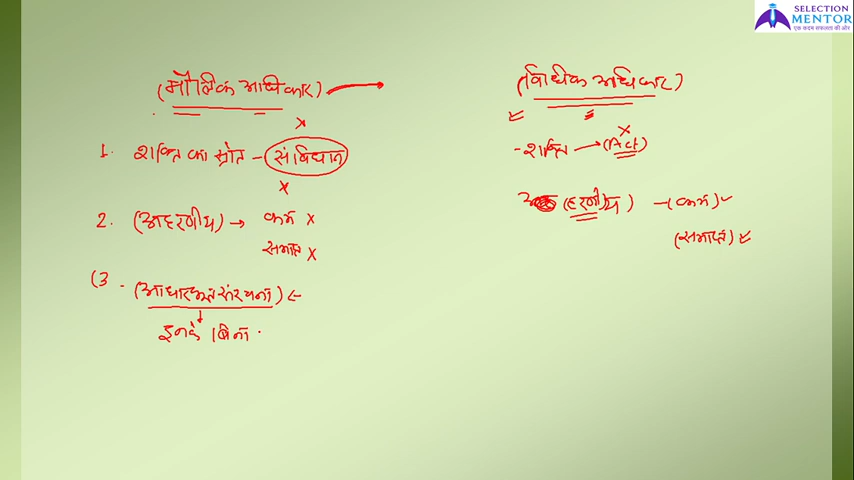 SELECTION
MENTOR
एक कदम सफलता की ओर
(मौलिक अधिकार)
(विधिक अधिकार)
1. शक्ति का स्रोत - संविधान
- शक्ति → (Act)
2. (अहरणीय) → कम x
समाप्त x
(हरणीय) - (कम) ✓
(समाप्त) ✓
(3. (आधारभूत संरचना)
इनके बिना